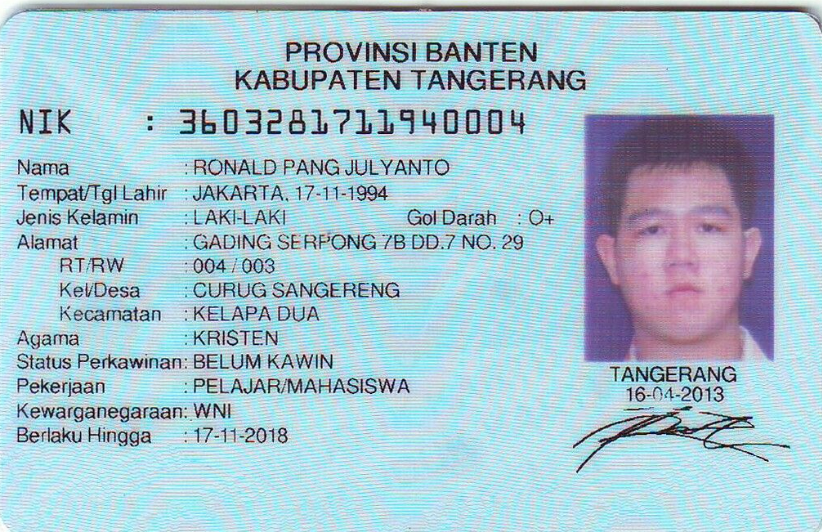 PROVINSI BANTEN
KABUPATEN TANGERANG
NIK : 3603281711940004
Nama : RONALD PANG JULYANTO
Tempat/Tgl Lahir : JAKARTA, 17-11-1994
Jenis Kelamin : LAKI-LAKI Gol Darah : O+
Alamat : GADING SERPONG 7B DD.7 NO. 29
RT/RW : 004 / 003
Kel/Desa : CURUG SANGERENG
Kecamatan : KELAPA DUA
Agama : KRISTEN
Status Perkawinan: BELUM KAWIN
Pekerjaan : PELAJAR/MAHASISWA
Kewarganegaraan: WNI
Berlaku Hingga : 17-11-2018
TANGERANG
16-04-2013